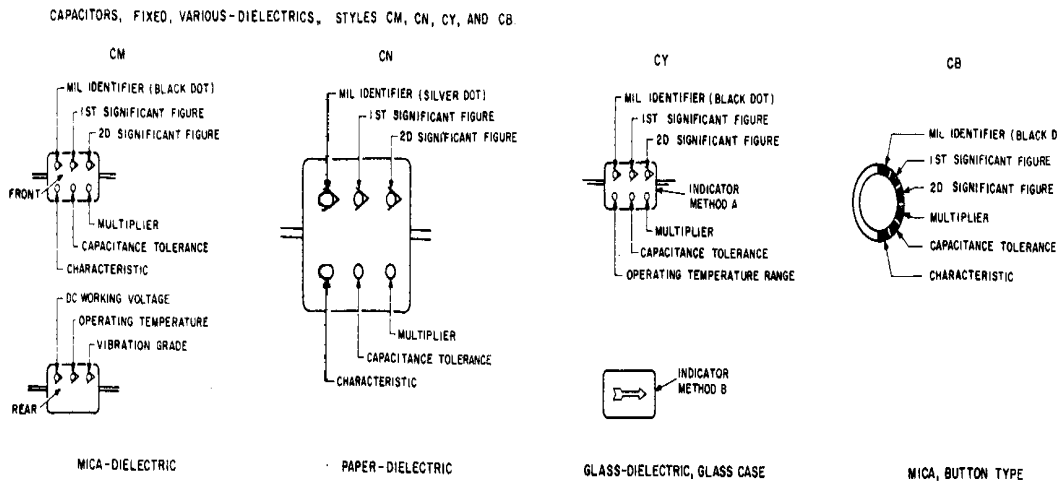 CAPACITORS, FIXED, VARIOUS-DIELECTRICS, STYLES CM, CN, CY, AND CB.
CM
MIL IDENTIFIER (BLACK DOT)
1ST SIGNIFICANT FIGURE
2D SIGNIFICANT FIGURE
FRONT
MULTIPLIER
CAPACITANCE TOLERANCE
CHARACTERISTIC
DC WORKING VOLTAGE
OPERATING TEMPERATURE
VIBRATION GRADE
REAR
MICA-DIELECTRIC
CN
MIL IDENTIFIER (SILVER DOT)
1ST SIGNIFICANT FIGURE
2D SIGNIFICANT FIGURE
MULTIPLIER
CAPACITANCE TOLERANCE
CHARACTERISTIC
PAPER-DIELECTRIC
CY
MIL IDENTIFIER (BLACK DOT)
1ST SIGNIFICANT FIGURE
2D SIGNIFICANT FIGURE
INDICATOR
METHOD A
MULTIPLIER
CAPACITANCE TOLERANCE
OPERATING TEMPERATURE RANGE
INDICATOR
METHOD B
GLASS-DIELECTRIC, GLASS CASE
CB
MIL IDENTIFIER (BLACK D
1ST SIGNIFICANT FIGURE
2D SIGNIFICANT FIGURE
MULTIPLIER
CAPACITANCE TOLERANCE
CHARACTERISTIC
MICA, BUTTON TYPE